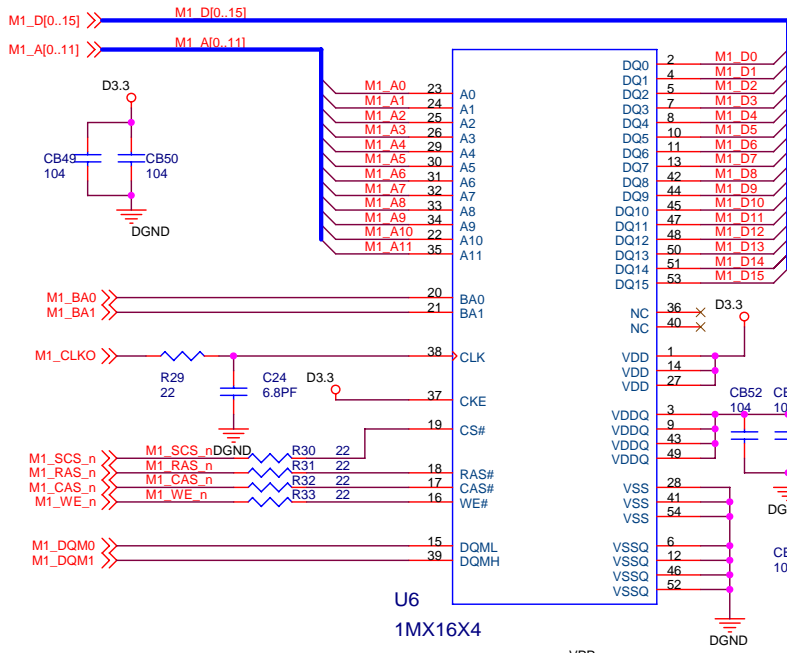 M1_D[0..15] M1_D[0..15]
M1_A[0..11] M1_A[0..11]
D3.3
CB49 CB50
104 104
DGND
M1_A0 23 A0
M1_A1 24 A1
M1_A2 25 A2
M1_A3 26 A3
M1_A4 29 A4
M1_A5 30 A5
M1_A6 31 A6
M1_A7 32 A7
M1_A8 33 A8
M1_A9 34 A9
M1_A10 22 A10
M1_A11 35 A11
DQ0 2 M1_D0
DQ1 4 M1_D1
DQ2 5 M1_D2
DQ3 7 M1_D3
DQ4 8 M1_D4
DQ5 10 M1_D5
DQ6 11 M1_D6
DQ7 13 M1_D7
DQ8 42 M1_D8
DQ9 44 M1_D9
DQ10 45 M1_D10
DQ11 47 M1_D11
DQ12 48 M1_D12
DQ13 50 M1_D13
DQ14 51 M1_D14
DQ15 53 M1_D15
M1_BA0 20 BA0
M1_BA1 21 BA1
NC 36
NC 40
D3.3
M1_CLKO 38 CLK
R29
22
C24
6.8PF
DGND
D3.3
37 CKE
VDD 1
VDD 14
VDD 27
VDDQ 3
VDDQ 9
VDDQ 43
VDDQ 49
CB52
104
19 CS#
M1_SCS_n M1_SCS_n R30 22
M1_RAS_n M1_RAS_n R31 22 18 RAS#
M1_CAS_n M1_CAS_n R32 22 17 CAS#
M1_WE_n M1_WE_n R33 22 16 WE#
VSS 28
VSS 41
VSS 54
M1_DQM0 15 DQML
M1_DQM1 39 DQMH
VSSQ 6
VSSQ 12
VSSQ 46
VSSQ 52
DGND
U6
1MX16X4